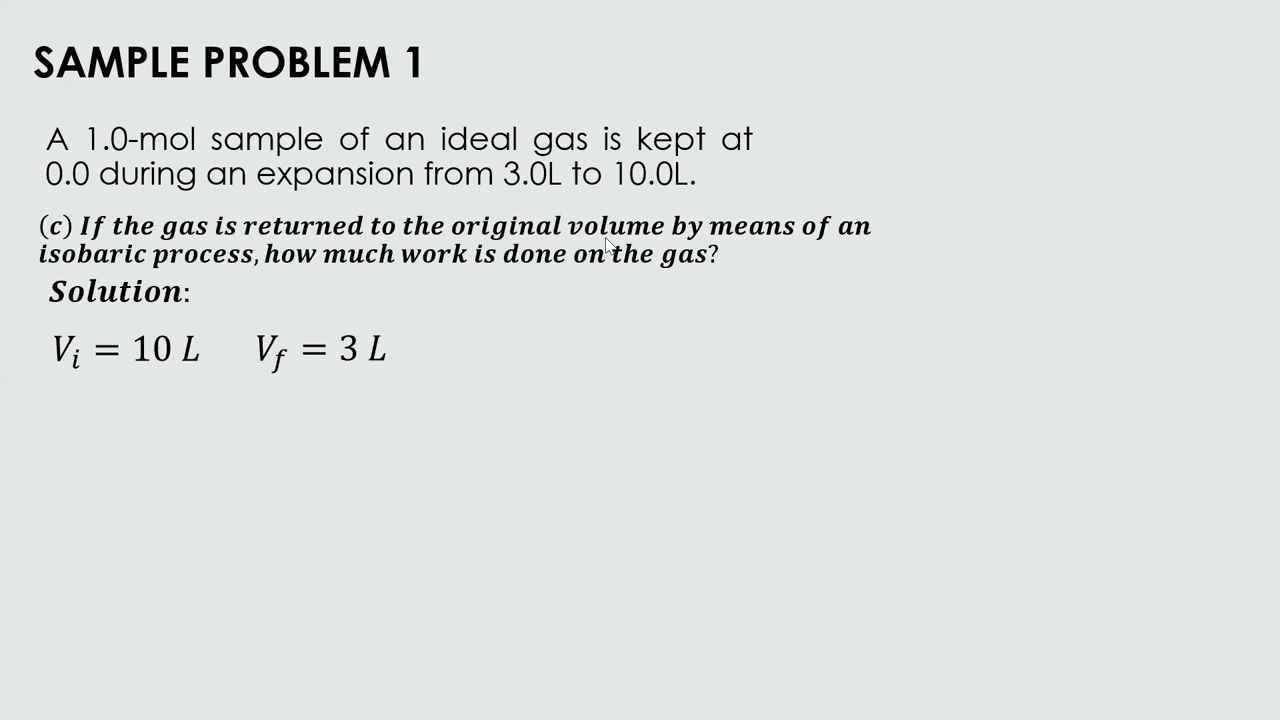 SAMPLE PROBLEM 1
A 1.0-mol sample of an ideal gas is kept at
0.0 during an expansion from 3.0L to 10.0L.
(c) If the gas is returned to the original volume by means of an
isobaric process, how much work is done on the gas?
Solution:
V_i = 10 L V_f = 3 L